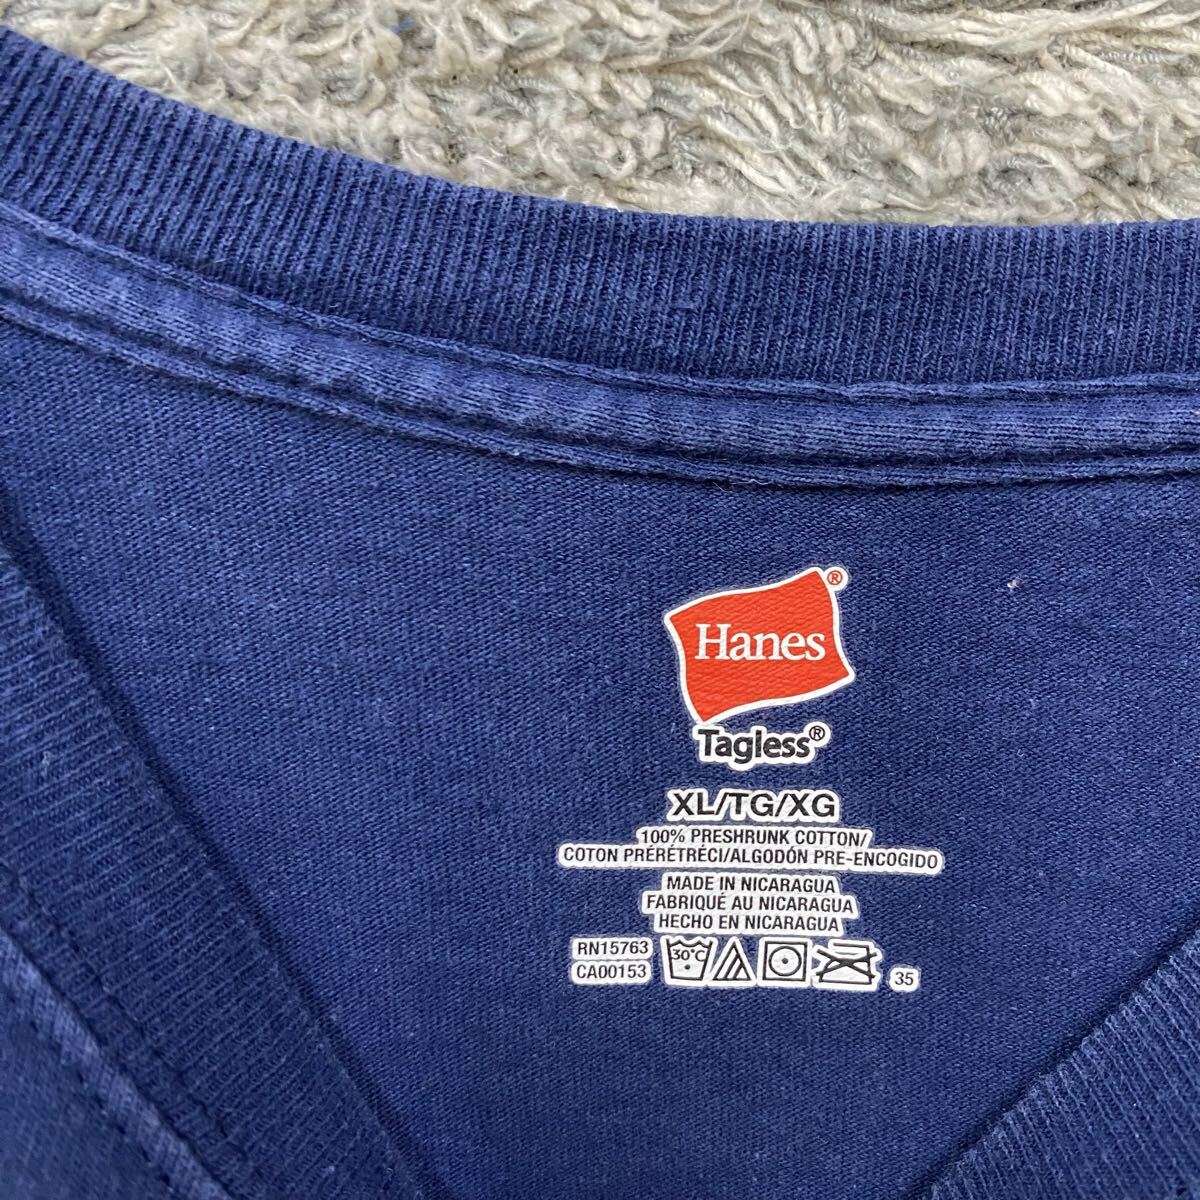 Hanes®
Tagless®
XL/TG/XG
100% PRESHRUNK COTTON/
COTON PRÉRÉTRÉCI/ALGODÓN PRE-ENCOGIDO
MADE IN NICARAGUA
FABRIQUÉ AU NICARAGUA
HECHO EN NICARAGUA
RN15763
CA00153
30°C
35